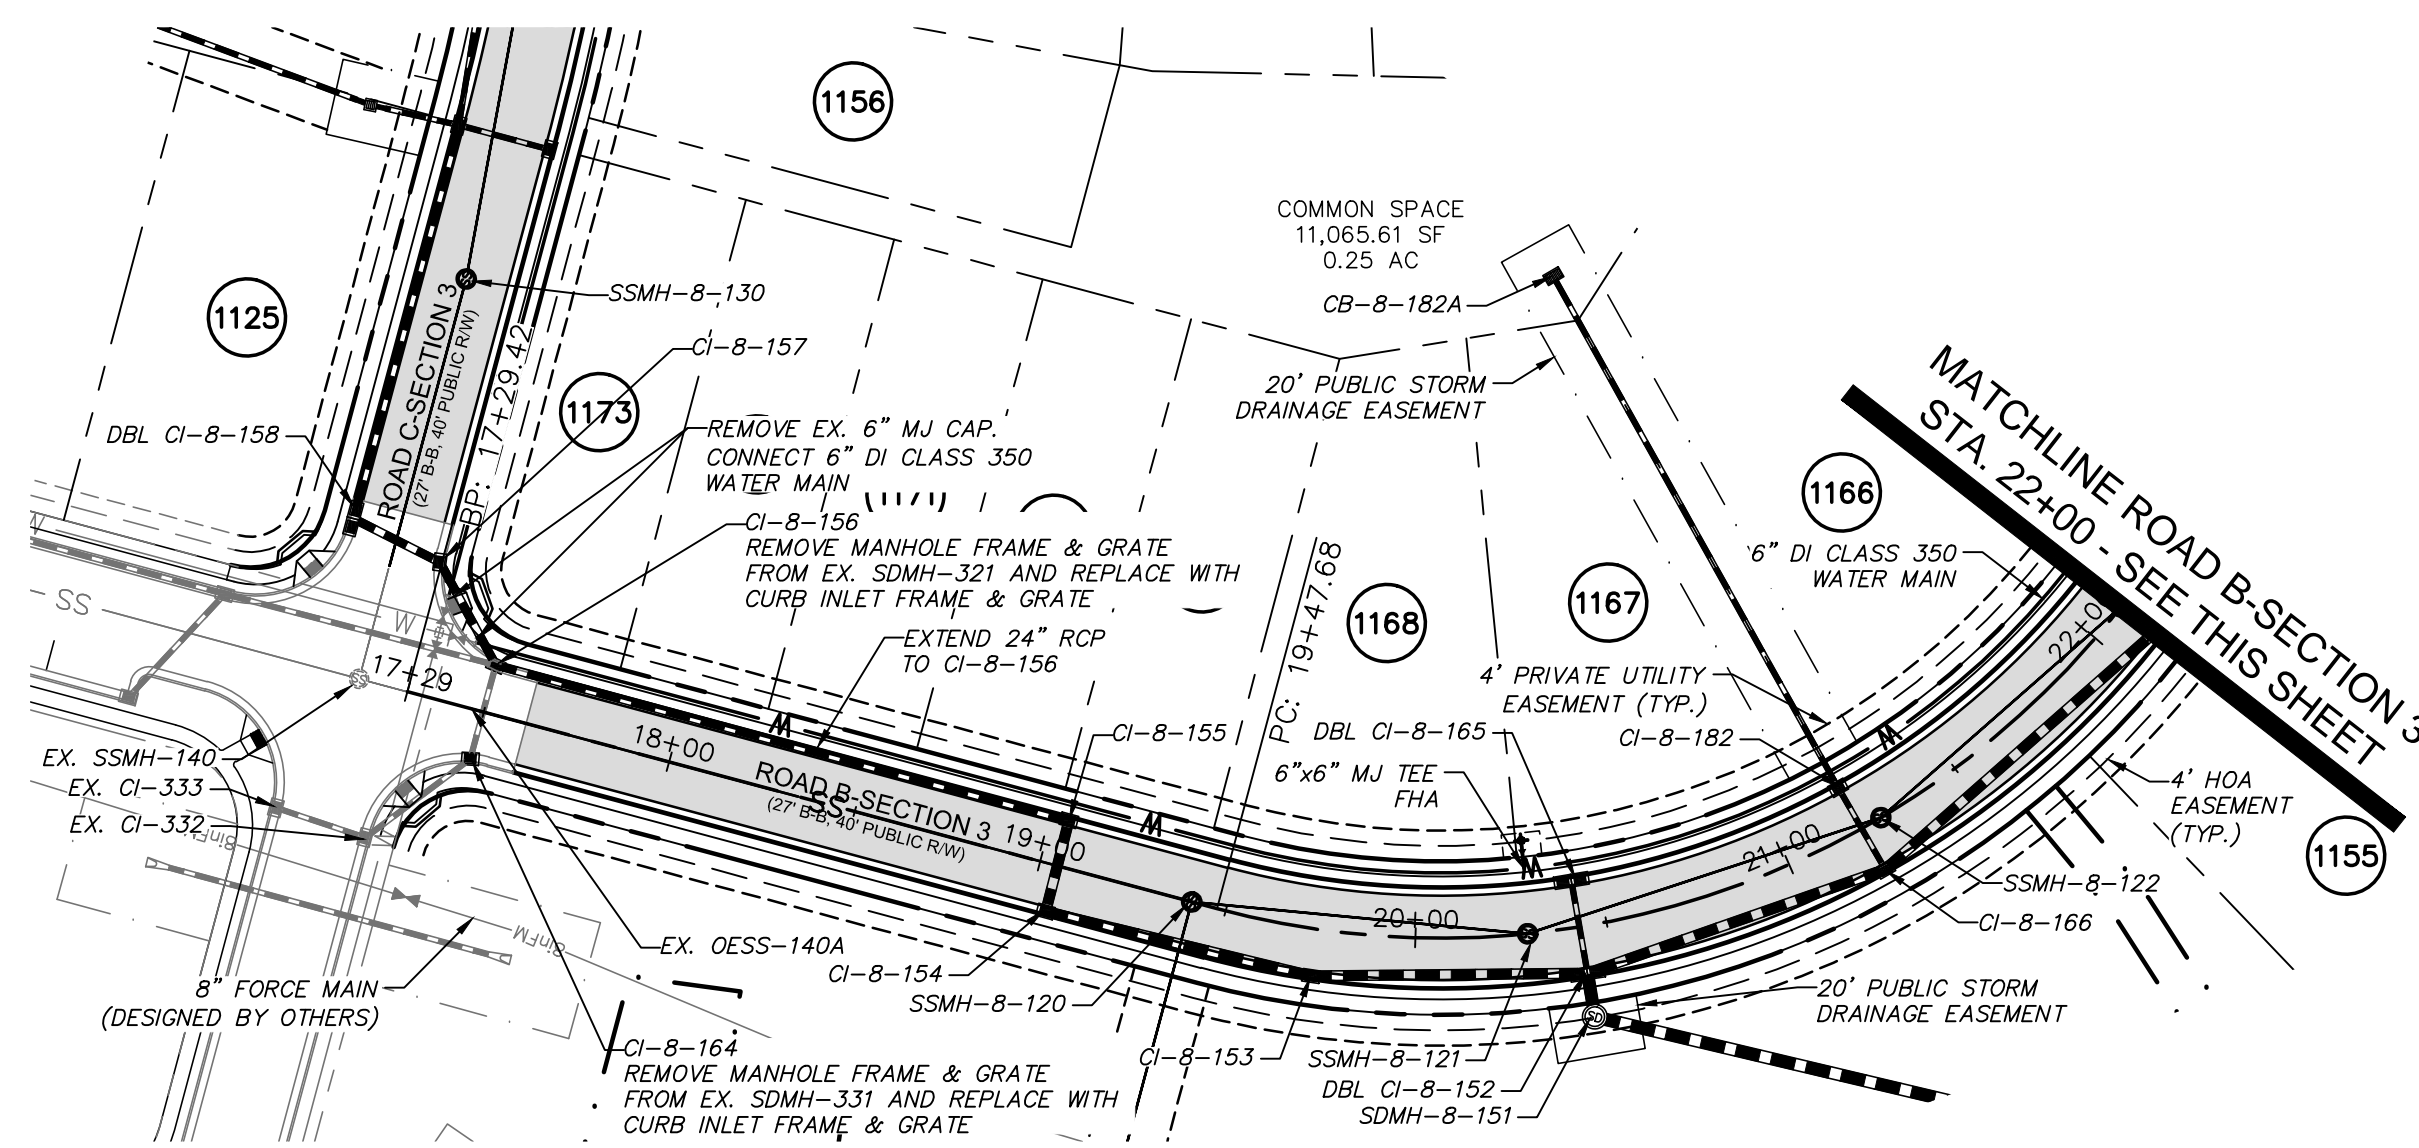 1156
COMMON SPACE
11,065.61 SF
0.25 AC
CB-8-182A
1125
SSMH-8-130
ROAD C-SECTION 3
(27' B-B, 40' PUBLIC R/W)
BP: 17+29.42
CI-8-157
1173
20' PUBLIC STORM
DRAINAGE EASEMENT
MATCHLINE ROAD B-SECTION 3
STA. 22+00 - SEE THIS SHEET
DBL CI-8-158
REMOVE EX. 6" MJ CAP.
CONNECT 6" DI CLASS 350
WATER MAIN
1166
CI-8-156
REMOVE MANHOLE FRAME & GRATE
FROM EX. SDMH-321 AND REPLACE WITH
CURB INLET FRAME & GRATE
6" DI CLASS 350
WATER MAIN
PC: 19+47.68
1168
1167
W
SS
W
EXTEND 24" RCP
TO CI-8-156
4' PRIVATE UTILITY
EASEMENT (TYP.)
17+29
SS
22+0
CI-8-155
DBL CI-8-165
CI-8-182
W
W
18+00
EX. SSMH-140
EX. CI-333
EX. CI-332
ROAD B-SECTION 3
(27' B-B, 40' PUBLIC R/W)
SS
19+00
W
6"x6" MJ TEE
FHA
W
4' HOA
EASEMENT
(TYP.)
1155
21+00
20+00
8inFM
8inFM
SSMH-8-122
CI-8-166
EX. OESS-140A
CI-8-154
SSMH-8-120
8" FORCE MAIN
(DESIGNED BY OTHERS)
20' PUBLIC STORM
DRAINAGE EASEMENT
SD
CI-8-164
REMOVE MANHOLE FRAME & GRATE
FROM EX. SDMH-331 AND REPLACE WITH
CURB INLET FRAME & GRATE
CI-8-153
SSMH-8-121
DBL CI-8-152
SDMH-8-151